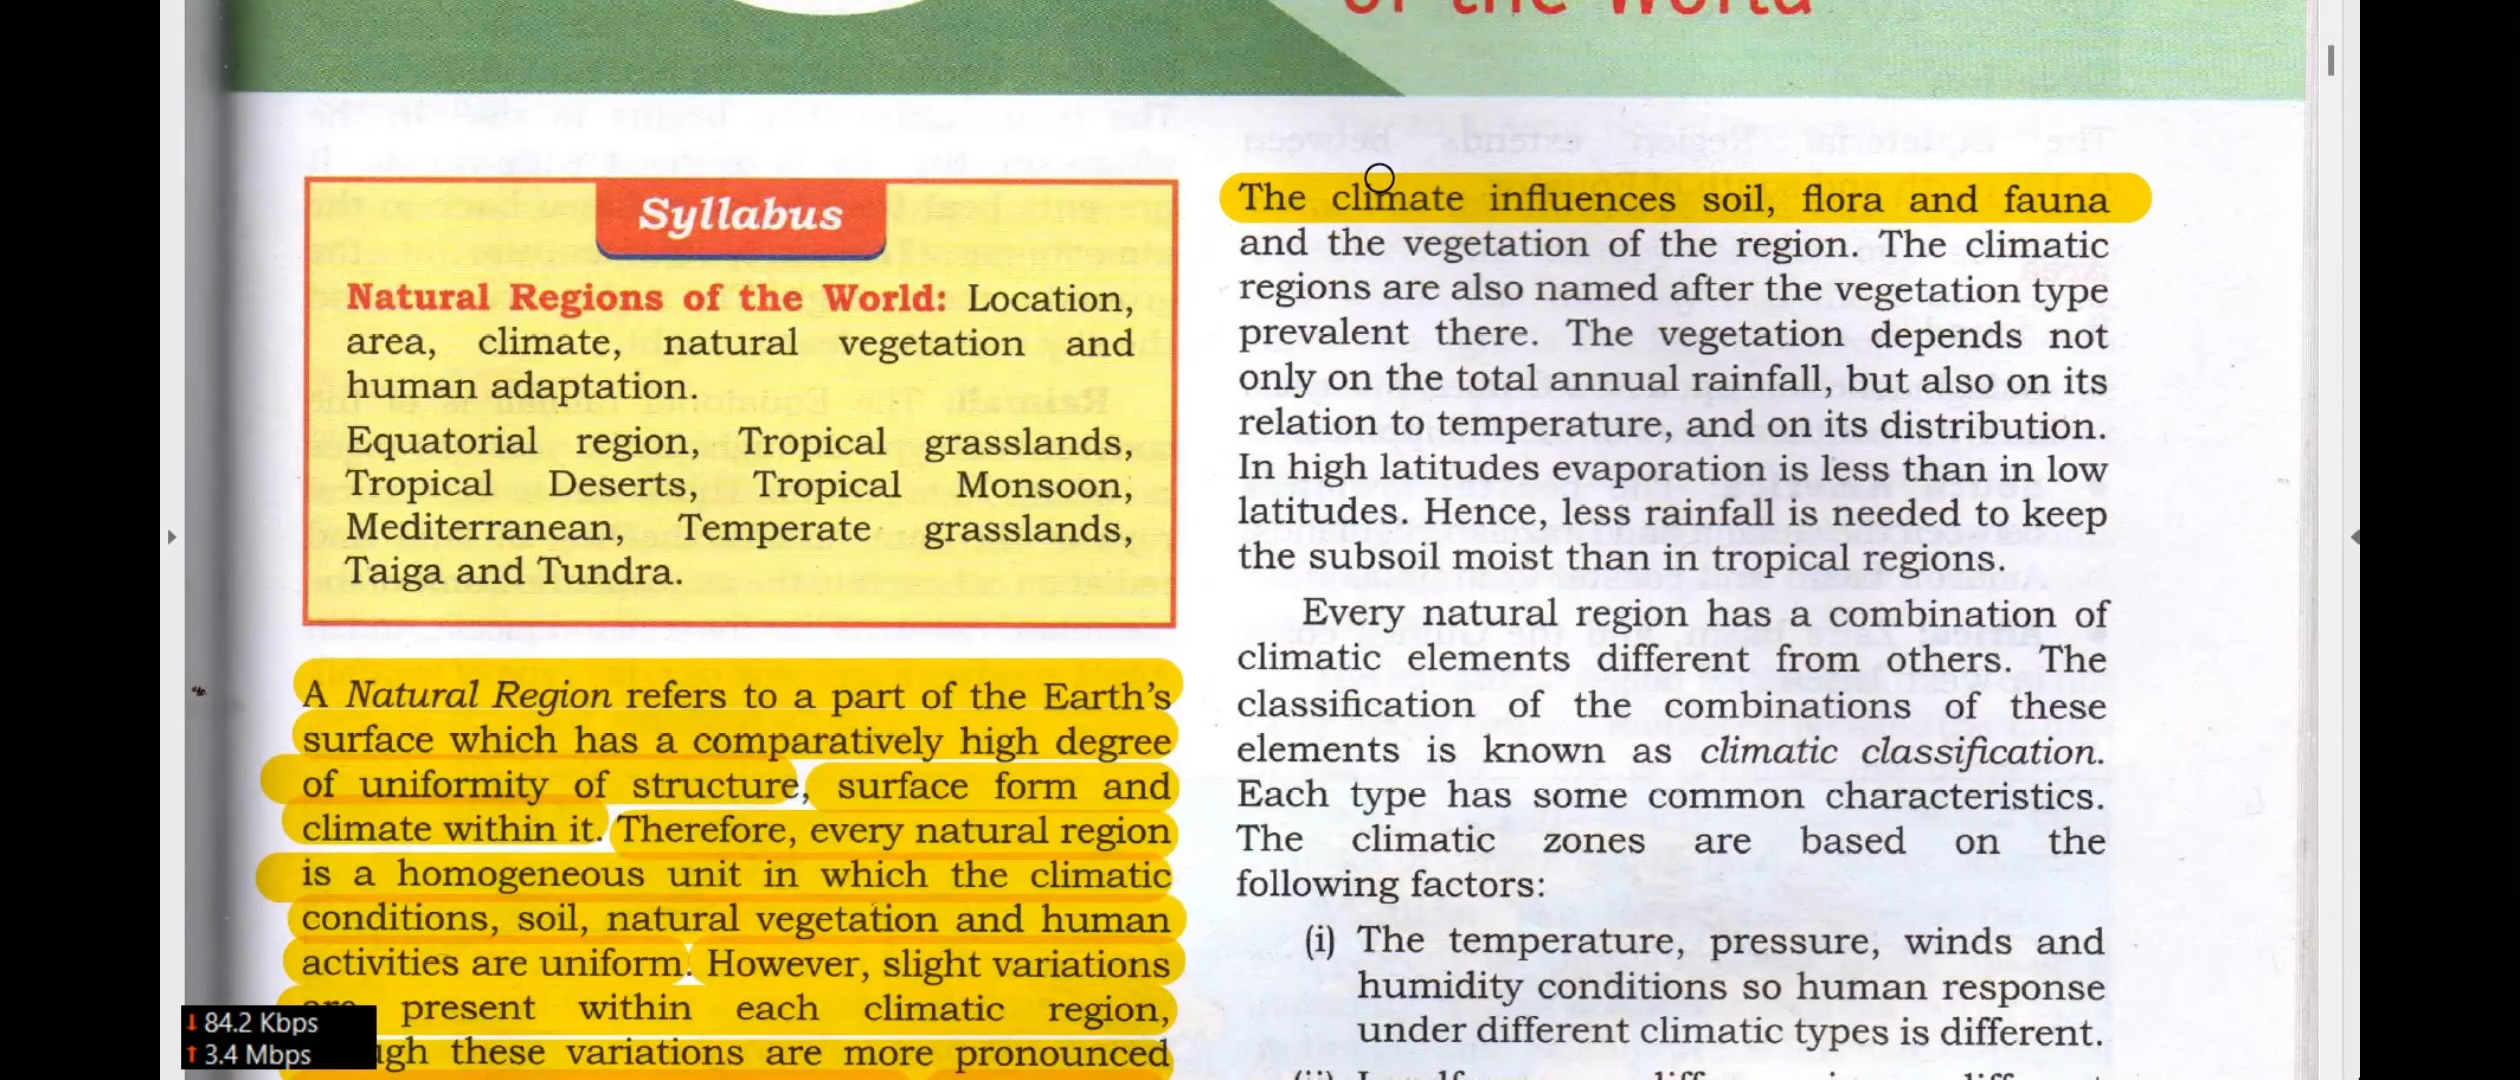 of the World
Syllabus
Natural Regions of the World: Location,
area, climate, natural vegetation and
human adaptation.
Equatorial region, Tropical grasslands,
Tropical Deserts, Tropical Monsoon,
Mediterranean, Temperate grasslands,
Taiga and Tundra.
A Natural Region refers to a part of the Earth's
surface which has a comparatively high degree
of uniformity of structure, surface form and
climate within it. Therefore, every natural region
is a homogeneous unit in which the climatic
conditions, soil, natural vegetation and human
activities are uniform. However, slight variations
are present within each climatic region,
these variations are more pronounced
The climate influences soil, flora and fauna
and the vegetation of the region. The climatic
regions are also named after the vegetation type
prevalent there. The vegetation depends not
only on the total annual rainfall, but also on its
relation to temperature, and on its distribution.
In high latitudes evaporation is less than in low
latitudes. Hence, less rainfall is needed to keep
the subsoil moist than in tropical regions.
Every natural region has a combination of
climatic elements different from others. The
classification of the combinations of these
elements is known as climatic classification.
Each type has some common characteristics.
The climatic zones are based on the
following factors:
(i) The temperature, pressure, winds and
humidity conditions so human response
under different climatic types is different.
84.2 Kbps
3.4 Mbps